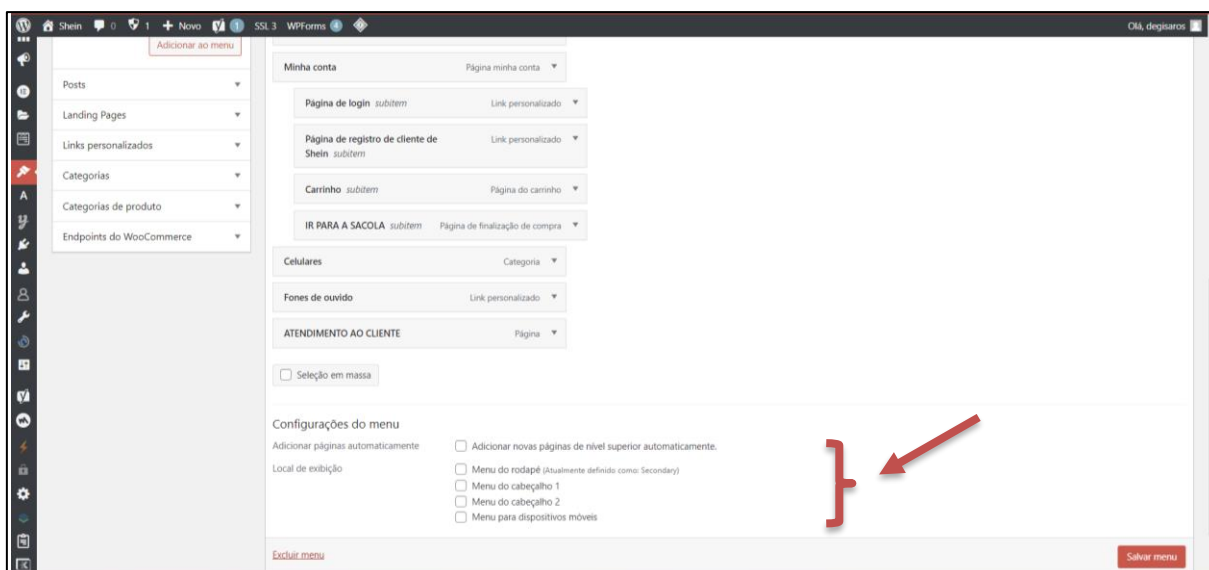 Shein 0 1 + Novo 1 SSL 3 WPForms 4 Olá, degisaros
Adicionar ao menu
Posts
Landing Pages
Links personalizados
Categorias
Categorias de produto
Endpoints do WooCommerce
Minha conta Página minha conta
Página de login subitem Link personalizado
Página de registro de cliente de Link personalizado
Shein subitem
Carrinho subitem Página do carrinho
IR PARA A SACOLA subitem Página de finalização de compra
Celulares Categoria
Fones de ouvido Link personalizado
ATENDIMENTO AO CLIENTE Página
Seleção em massa
Configurações do menu
Adicionar páginas automaticamente Adicionar novas páginas de nível superior automaticamente.
Local de exibição Menu do rodapé (Atualmente definido como: Secondary)
Menu do cabeçalho 1
Menu do cabeçalho 2
Menu para dispositivos móveis
Excluir menu Salvar menu